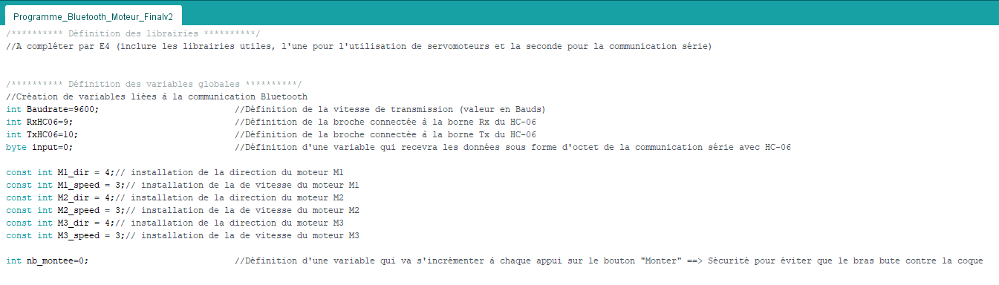 Programme_Bluetooth_Moteur_Finalv2
/********** Définition des librairies **********/
//A compléter par E4 (inclure les librairies utiles, l'une pour l'utilisation de servomoteurs et la seconde pour la communication série)
/********** Définition des variables globales **********/
//Création de variables liées à la communication Bluetooth
int Baudrate=9600; //Définition de la vitesse de transmission (valeur en Bauds)
int RxHC06=9; //Définition de la broche connectée à la borne Rx du HC-06
int TxHC06=10; //Définition de la broche connectée à la borne Tx du HC-06
byte input=0; //Définition d'une variable qui recevra les données sous forme d'octet de la communication série avec HC-06
const int M1_dir = 4;// installation de la direction du moteur M1
const int M1_speed = 3;// installation de la de vitesse du moteur M1
const int M2_dir = 4;// installation de la direction du moteur M2
const int M2_speed = 3;// installation de la de vitesse du moteur M2
const int M3_dir = 4;// installation de la direction du moteur M3
const int M3_speed = 3;// installation de la de vitesse du moteur M3
int nb_montee=0; //Définition d'une variable qui va s'incrémenter à chaque appui sur le bouton "Monter" ==> Sécurité pour éviter que le bras bute contre la coque